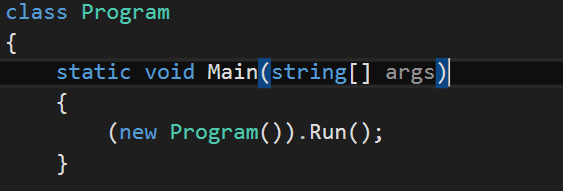 class Program
{
    static void Main(string[] args)
    {
        (new Program()).Run();
    }